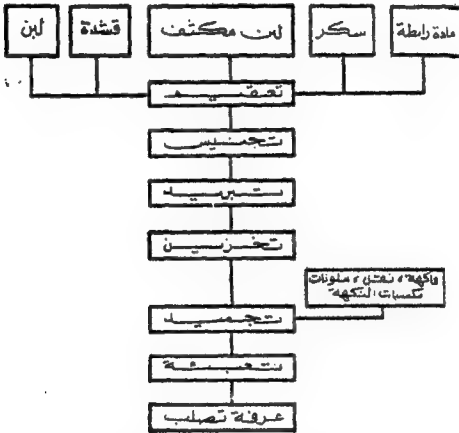 مادة رابطة
سكر
لبن مكثف
قشدة
لبن
تعقيم
تجنيس
تبريد
تخزين
فاكهة، نقل، ملونات
مكسبات النكهة
تجميد
تعبئة
غرفة تصلب